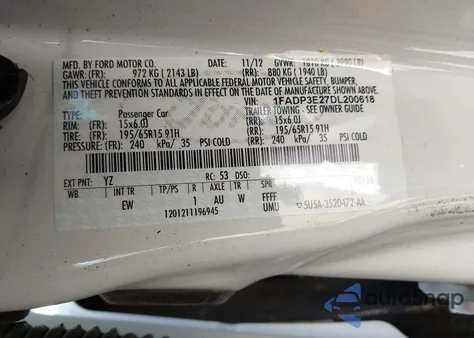 MFD. BY FORD MOTOR CO. DATE: 11/12 GVWR:
GAWR: (FR): 972 KG ( 2143 LB) (RR): 880 KG ( 1940 LB)
THIS VEHICLE CONFORMS TO ALL APPLICABLE FEDERAL MOTOR VEHICLE SAFETY, BUMPER,
AND THEFT PREVENTION STANDARDS IN EFFECT ON THE DATE OF MANUFACTURE SHOWN ABOVE.
VIN: 1FADP3E27DL200618
TYPE: Passenger Car TRAILER TOWING - SEE OWNER GUIDE
RIM: (FR): 15x6.0J (RR): 15x6.0J
TIRE: (FR): 195/65R15 91H (RR): 195/65R15 91H
PRESSURE: (FR): 240 kPa/ 35 PSI COLD (RR): 240 kPa/ 35 PSI COLD
EXT PNT: YZ RC: 53 DSO:
WB INT TR TP/PS R AXLE TR SPR
EW 1 AU W FFFF
UMU
1201211196945 ▽5U5A-3520472-AA
autoSnap